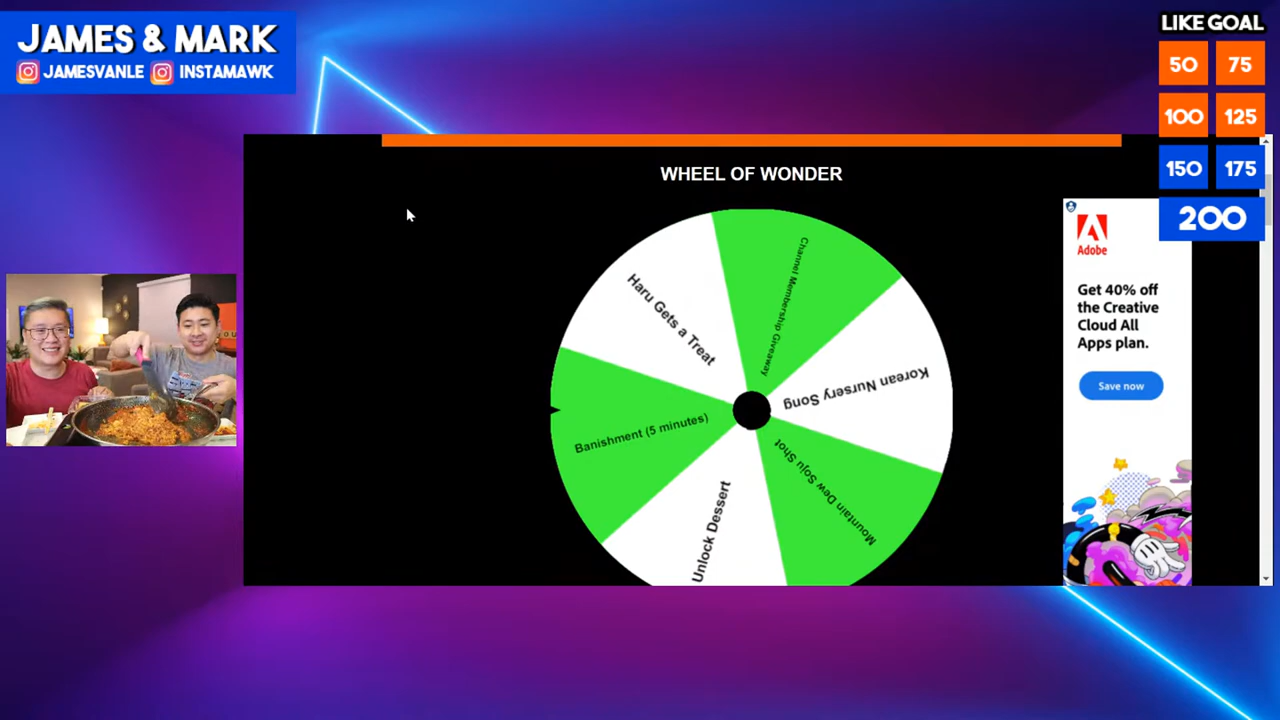 JAMES & MARK
JAMESVANLE INSTAMAWK
LIKE GOAL
50 75
100 125
150 175
200
WHEEL OF WONDER
Channel Membership Giveaway
Haru Gets a Treat
Korean Nursery Song
Banishment (5 minutes)
Mountain Dew Soju Shot
Unlock Dessert
Adobe
Get 40% off
the Creative
Cloud All
Apps plan.
Save now